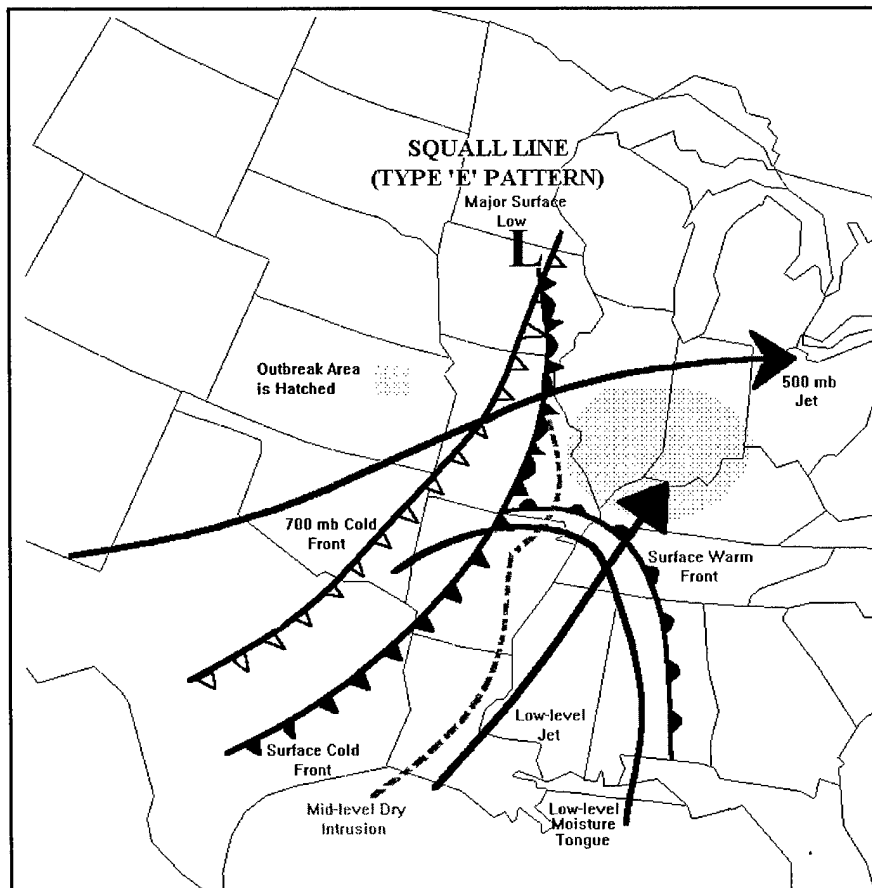 SQUALL LINE
(TYPE 'E' PATTERN)
Major Surface
Low
L
Outbreak Area
is Hatched
500 mb
Jet
700 mb Cold
Front
Surface Warm
Front
Low-level
Jet
Surface Cold
Front
Mid-level Dry
Intrusion
Low-level
Moisture
Tongue